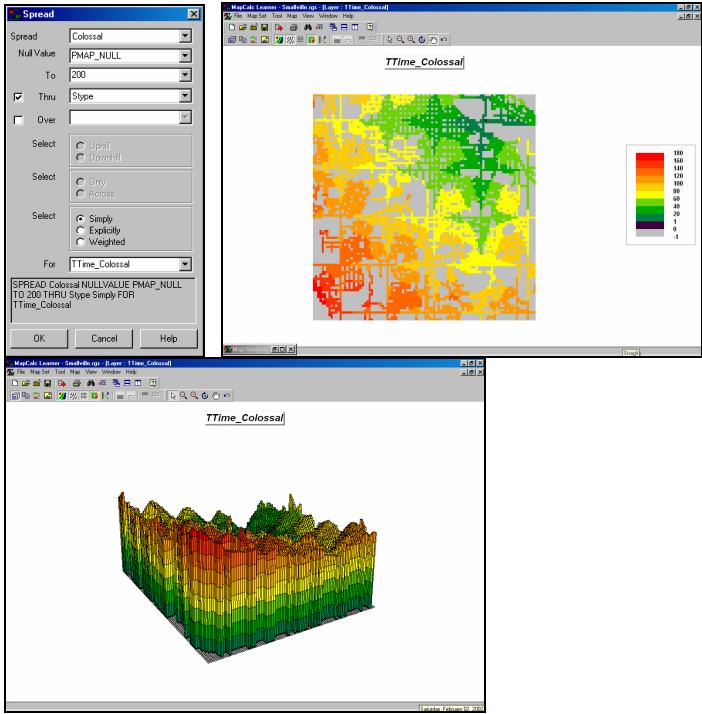 Spread
Spread Colossal
Null Value PMAP_NULL
To 200
Thru Stype
Over
Select Uphill
Downhill
Select Only
Across
Select Simply
Explicitly
Weighted
For TTime_Colossal
SPREAD Colossal NULLVALUE PMAP_NULL
TO 200 THRU Stype Simply FOR
TTime_Colossal
OK Cancel Help
MapCalc Learner - Smallville.rgs - [Layer : TTime_Colossal]
File Map Set Tool Map View Window Help
TTime_Colossal
180
160
140
120
100
80
60
40
20
1
0
-1
SnagIt
MapCalc Learner - Smallville.rgs - [Layer : TTime_Colossal]
File Map Set Tool Map View Window Help
TTime_Colossal
Saturday, February 02, 2002